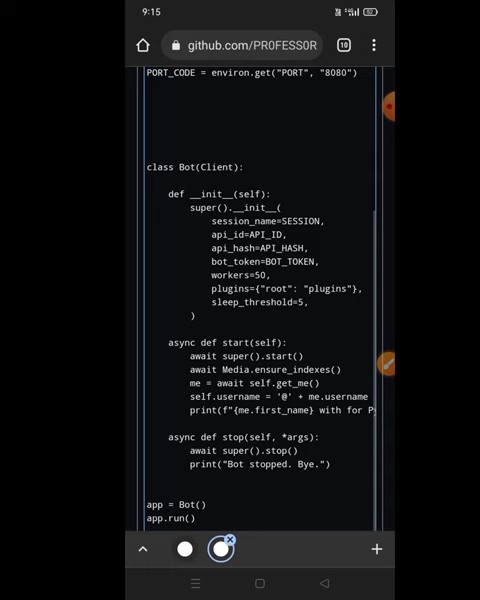 9:15
52
github.com/PR0FESS0R
10
PORT_CODE = environ.get("PORT", "8080")
class Bot(Client):
def __init__(self):
super().__init__(
session_name=SESSION,
api_id=API_ID,
api_hash=API_HASH,
bot_token=BOT_TOKEN,
workers=50,
plugins={"root": "plugins"},
sleep_threshold=5,
)
async def start(self):
await super().start()
await Media.ensure_indexes()
me = await self.get_me()
self.username = '@' + me.username
print(f"{me.first_name} with for P
async def stop(self, *args):
await super().stop()
print("Bot stopped. Bye.")
app = Bot()
app.run()